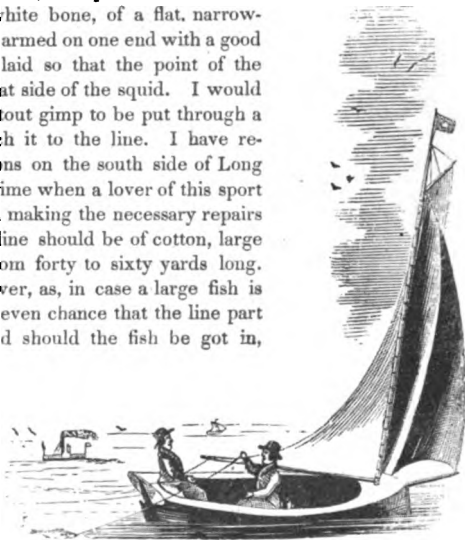 white bone, of a flat, narrow-
armed on one end with a good
laid so that the point of the
at side of the squid. I would
tout gimp to be put through a
h it to the line. I have re-
ns on the south side of Long
ime when a lover of this sport
making the necessary repairs
line should be of cotton, large
om forty to sixty yards long.
ver, as, in case a large fish is
even chance that the line part
d should the fish be got in,